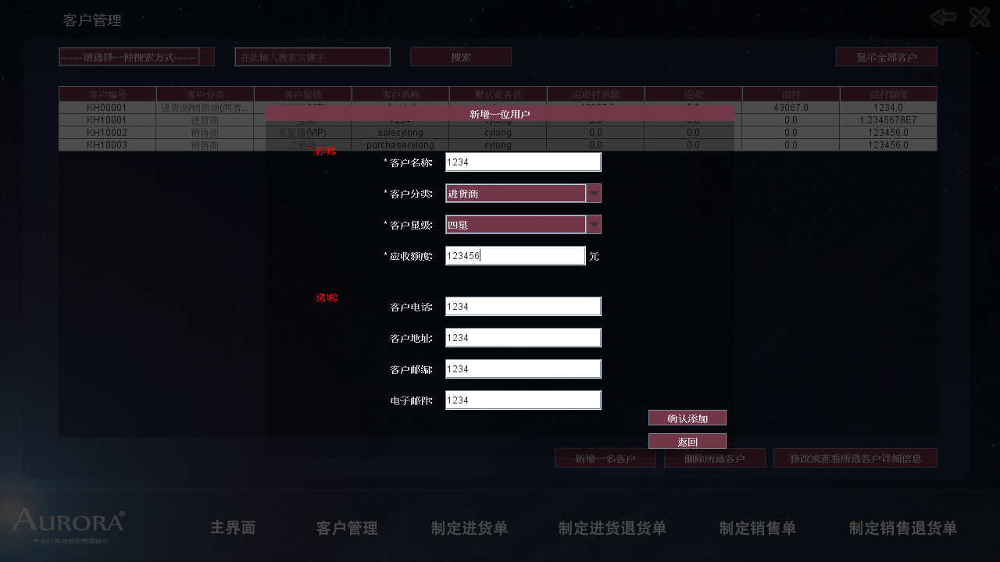 客户管理
------请选择一种搜索方式------ 在此输入搜索关键字 搜索 显示全部客户
客户编号 客户分类 客户星级 客户名称 默认业务员 应收付差额 应收 应付 应付额度
KH00001 进货商/销售商(两者... 43067.0 1234.0
新增一位用户
KH10001 进货商 1234 cylong 0.0 0.0 0.0 1.2345678E7
KH10002 销售商 五星级(VIP) salecylong cylong 0.0 0.0 0.0 123456.0
KH10003 销售商 二星级 purchasecylong cylong 0.0 0.0 0.0 123456.0
* 必填:
* 客户名称: 1234
* 客户分类: 进货商
* 客户星级: 四星
* 应收额度: 123456 元
选填:
客户电话: 1234
客户地址: 1234
客户邮编: 1234
电子邮件: 1234
确认添加
返回
新增一名客户 删除所选客户 修改或查看所选客户详细信息
AURORA®
专业灯具进销存管理软件
主界面 客户管理 制定进货单 制定进货退货单 制定销售单 制定销售退货单